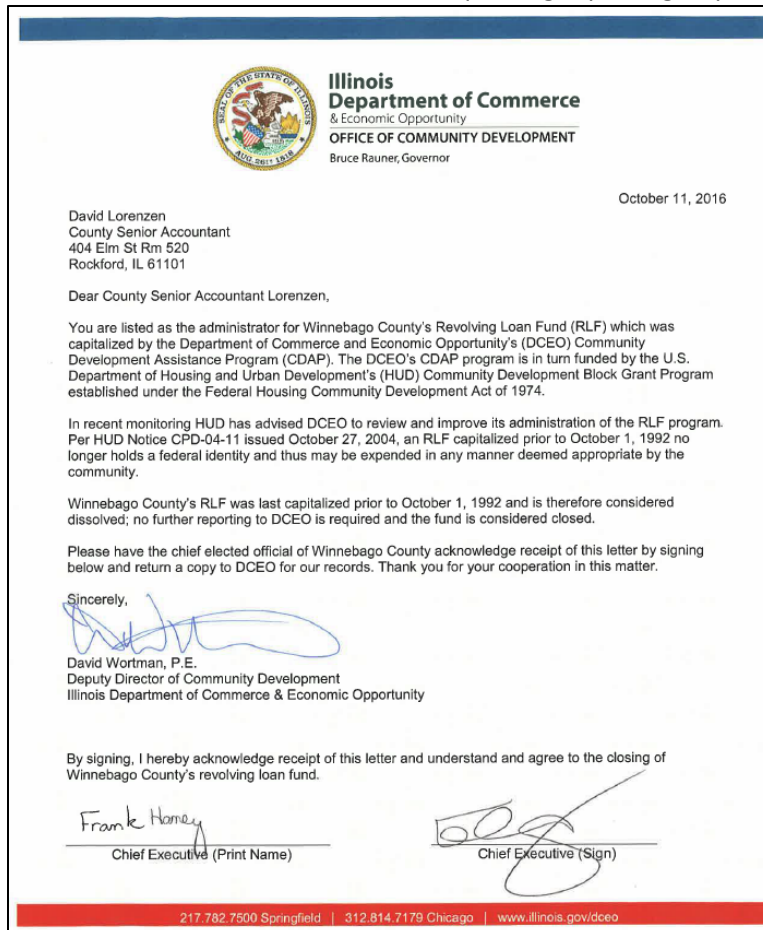 SEAL OF THE STATE OF ILLINOIS
AUG. 26TH 1818
Illinois
Department of Commerce
& Economic Opportunity
OFFICE OF COMMUNITY DEVELOPMENT
Bruce Rauner, Governor
October 11, 2016
David Lorenzen
County Senior Accountant
404 Elm St Rm 520
Rockford, IL 61101
Dear County Senior Accountant Lorenzen,
You are listed as the administrator for Winnebago County's Revolving Loan Fund (RLF) which was
capitalized by the Department of Commerce and Economic Opportunity's (DCEO) Community
Development Assistance Program (CDAP). The DCEO's CDAP program is in turn funded by the U.S.
Department of Housing and Urban Development's (HUD) Community Development Block Grant Program
established under the Federal Housing Community Development Act of 1974.
In recent monitoring HUD has advised DCEO to review and improve its administration of the RLF program.
Per HUD Notice CPD-04-11 issued October 27, 2004, an RLF capitalized prior to October 1, 1992 no
longer holds a federal identity and thus may be expended in any manner deemed appropriate by the
community.
Winnebago County's RLF was last capitalized prior to October 1, 1992 and is therefore considered
dissolved; no further reporting to DCEO is required and the fund is considered closed.
Please have the chief elected official of Winnebago County acknowledge receipt of this letter by signing
below and return a copy to DCEO for our records. Thank you for your cooperation in this matter.
Sincerely,
David Wortman, P.E.
Deputy Director of Community Development
Illinois Department of Commerce & Economic Opportunity
By signing, I hereby acknowledge receipt of this letter and understand and agree to the closing of
Winnebago County's revolving loan fund.
Frank Haney
Chief Executive (Print Name)
Chief Executive (Sign)
217.782.7500 Springfield | 312.814.7179 Chicago | www.illinois.gov/dceo